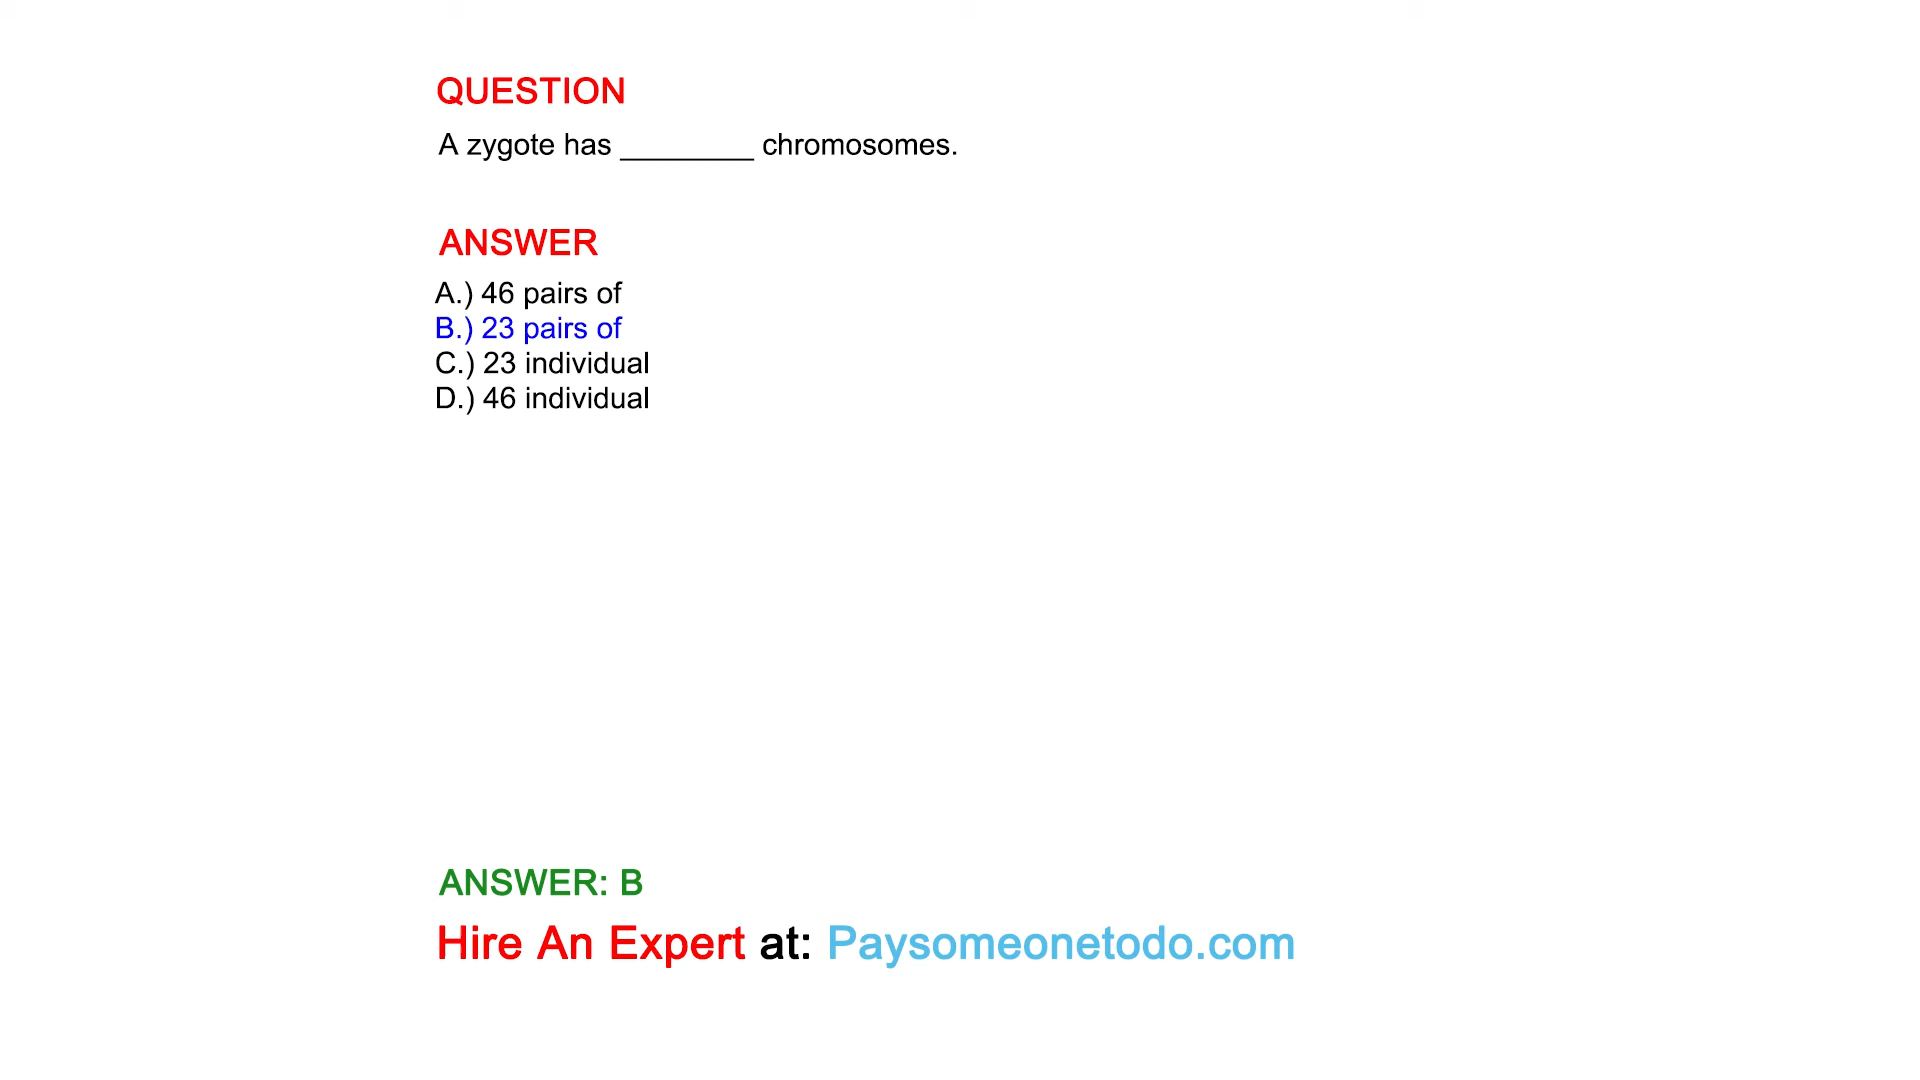 QUESTION
A zygote has ________ chromosomes.
ANSWER
A.) 46 pairs of
B.) 23 pairs of
C.) 23 individual
D.) 46 individual
ANSWER: B
Hire An Expert at: Paysomeonetodo.com